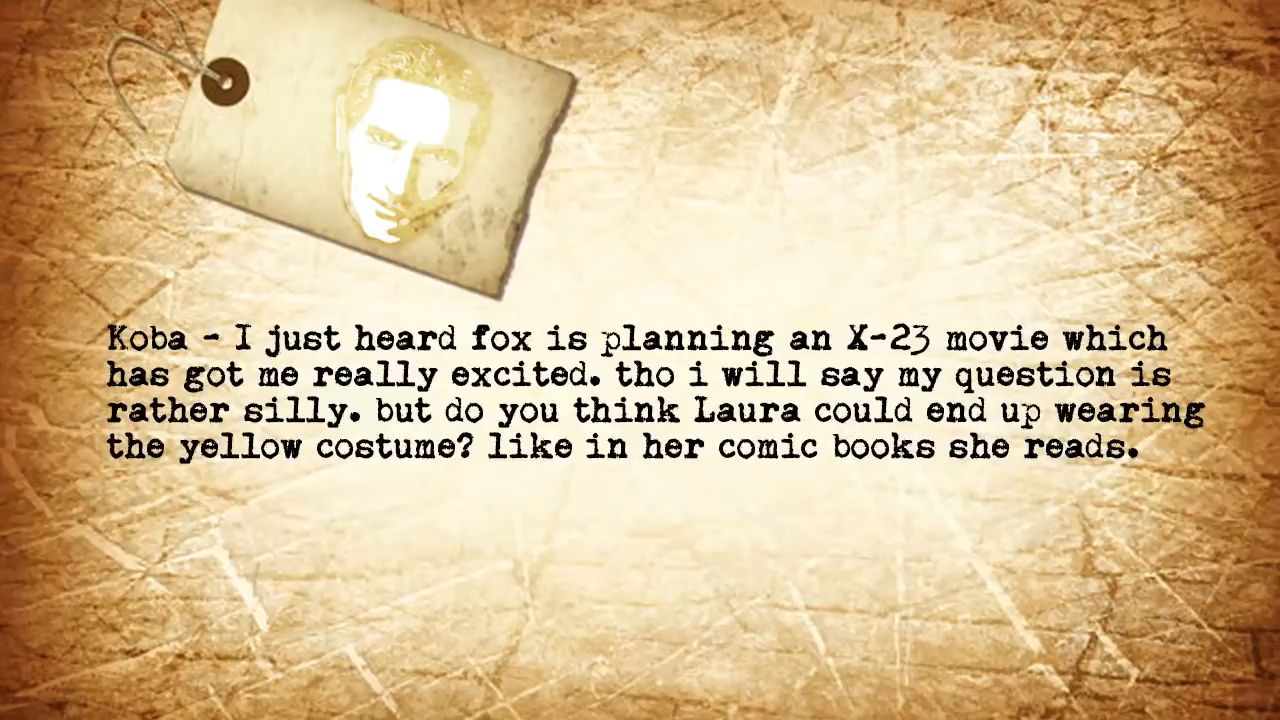 Koba - I just heard fox is planning an X-23 movie which
has got me really excited. tho i will say my question is
rather silly. but do you think Laura could end up wearing
the yellow costume? like in her comic books she reads.